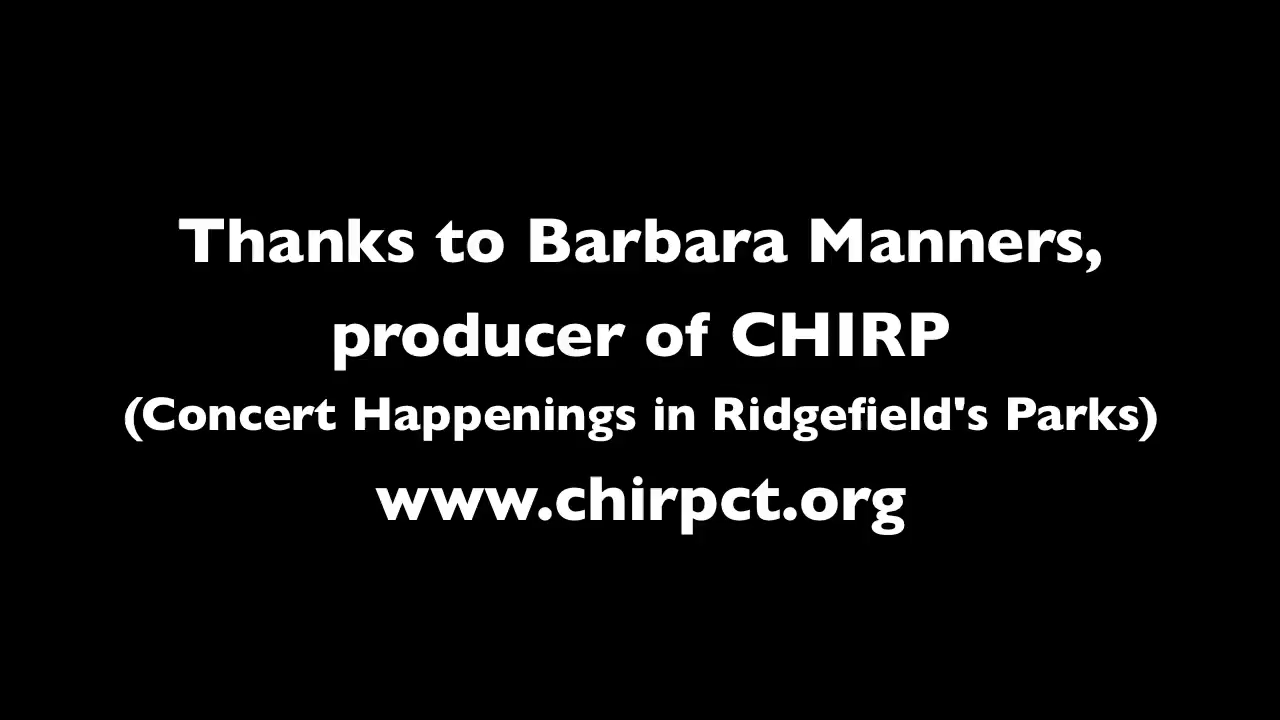 Thanks to Barbara Manners,
producer of CHIRP
(Concert Happenings in Ridgefield's Parks)
www.chirpct.org